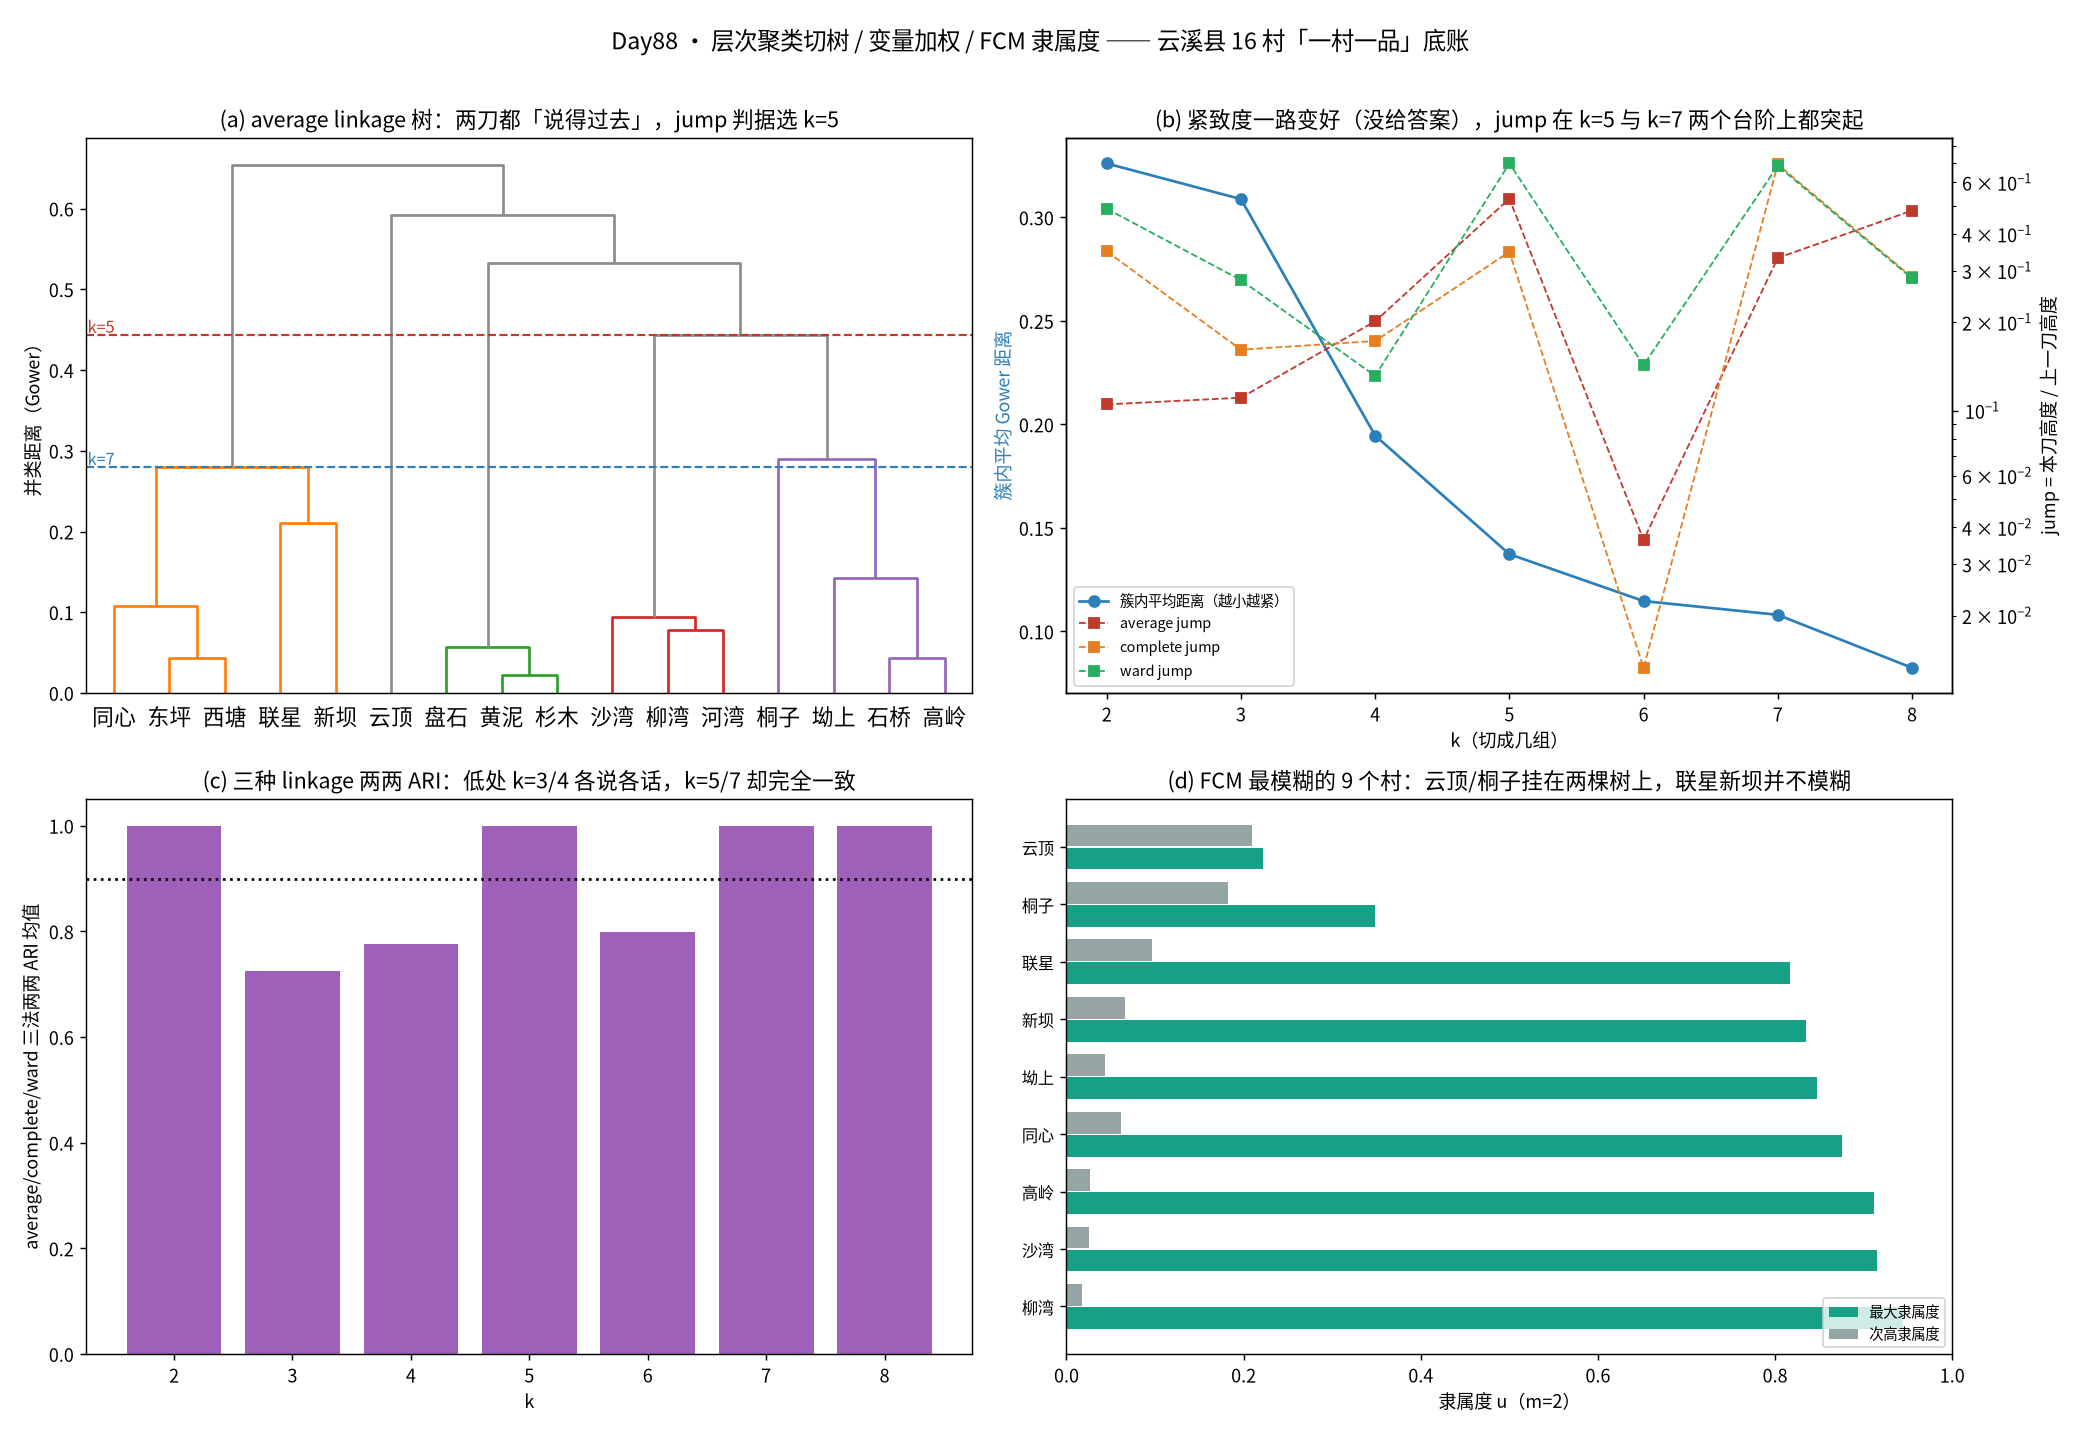 Day88 · 层次聚类切树 / 变量加权 / FCM 隶属度 —— 云溪县 16 村「一村一品」底账
(a) average linkage 树：两刀都「说得过去」，jump 判据选 k=5
并类距离（Gower）
0.6
0.5
0.4
0.3
0.2
0.1
0.0
k=5
k=7
同心 东坪 西塘 联星 新坝 云顶 盘石 黄泥 杉木 沙湾 柳湾 河湾 桐子 坳上 石桥 高岭
(b) 紧致度一路变好（没给答案），jump 在 k=5 与 k=7 两个台阶上都突起
簇内平均 Gower 距离
0.30
0.25
0.20
0.15
0.10
簇内平均距离（越小越紧）
average jump
complete jump
ward jump
6 × 10⁻¹
4 × 10⁻¹
3 × 10⁻¹
2 × 10⁻¹
10⁻¹
6 × 10⁻²
4 × 10⁻²
3 × 10⁻²
2 × 10⁻²
jump = 本刀高度 / 上一刀高度
2 3 4 5 6 7 8
k（切成几组）
(c) 三种 linkage 两两 ARI：低处 k=3/4 各说各话，k=5/7 却完全一致
average/complete/ward 三法两两 ARI 均值
1.0
0.8
0.6
0.4
0.2
0.0
2 3 4 5 6 7 8
k
(d) FCM 最模糊的 9 个村：云顶/桐子挂在两棵树上，联星新坝并不模糊
云顶
桐子
联星
新坝
坳上
同心
高岭
沙湾
柳湾
最大隶属度
次高隶属度
0.0 0.2 0.4 0.6 0.8 1.0
隶属度 u（m=2）